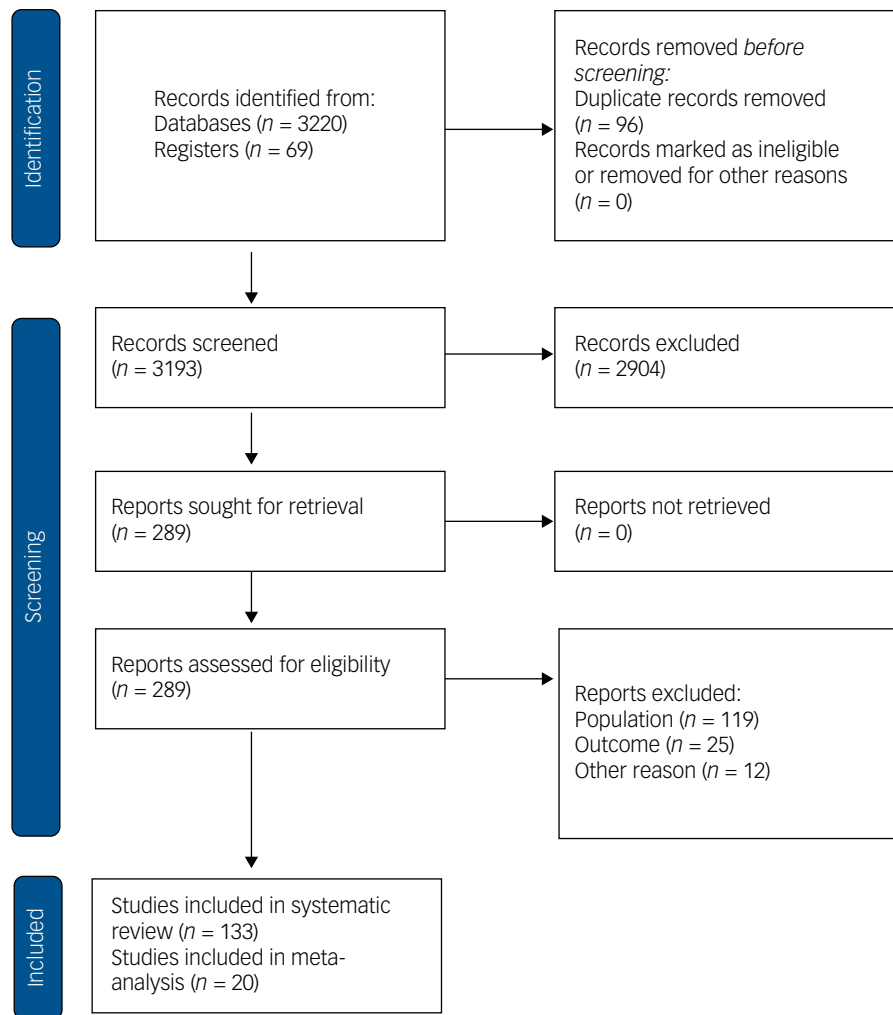 Identification
Records identified from:
Databases (n = 3220)
Registers (n = 69)
Records removed before
screening:
Duplicate records removed
(n = 96)
Records marked as ineligible
or removed for other reasons
(n = 0)
Screening
Records screened
(n = 3193)
Records excluded
(n = 2904)
Reports sought for retrieval
(n = 289)
Reports not retrieved
(n = 0)
Reports assessed for eligibility
(n = 289)
Reports excluded:
Population (n = 119)
Outcome (n = 25)
Other reason (n = 12)
Included
Studies included in systematic
review (n = 133)
Studies included in meta-
analysis (n = 20)